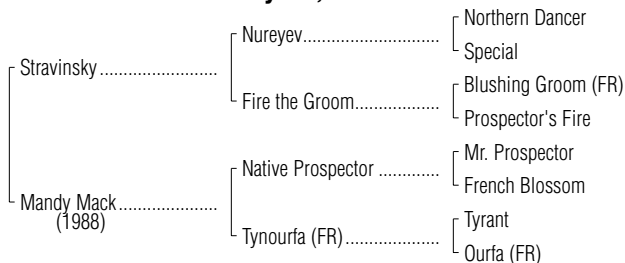 Northern Dancer
Nureyev
Special
Stravinsky
Blushing Groom (FR)
Fire the Groom
Prospector's Fire
Mr. Prospector
Native Prospector
French Blossom
Mandy Mack
(1988)
Tyrant
Tynourfa (FR)
Ourfa (FR)